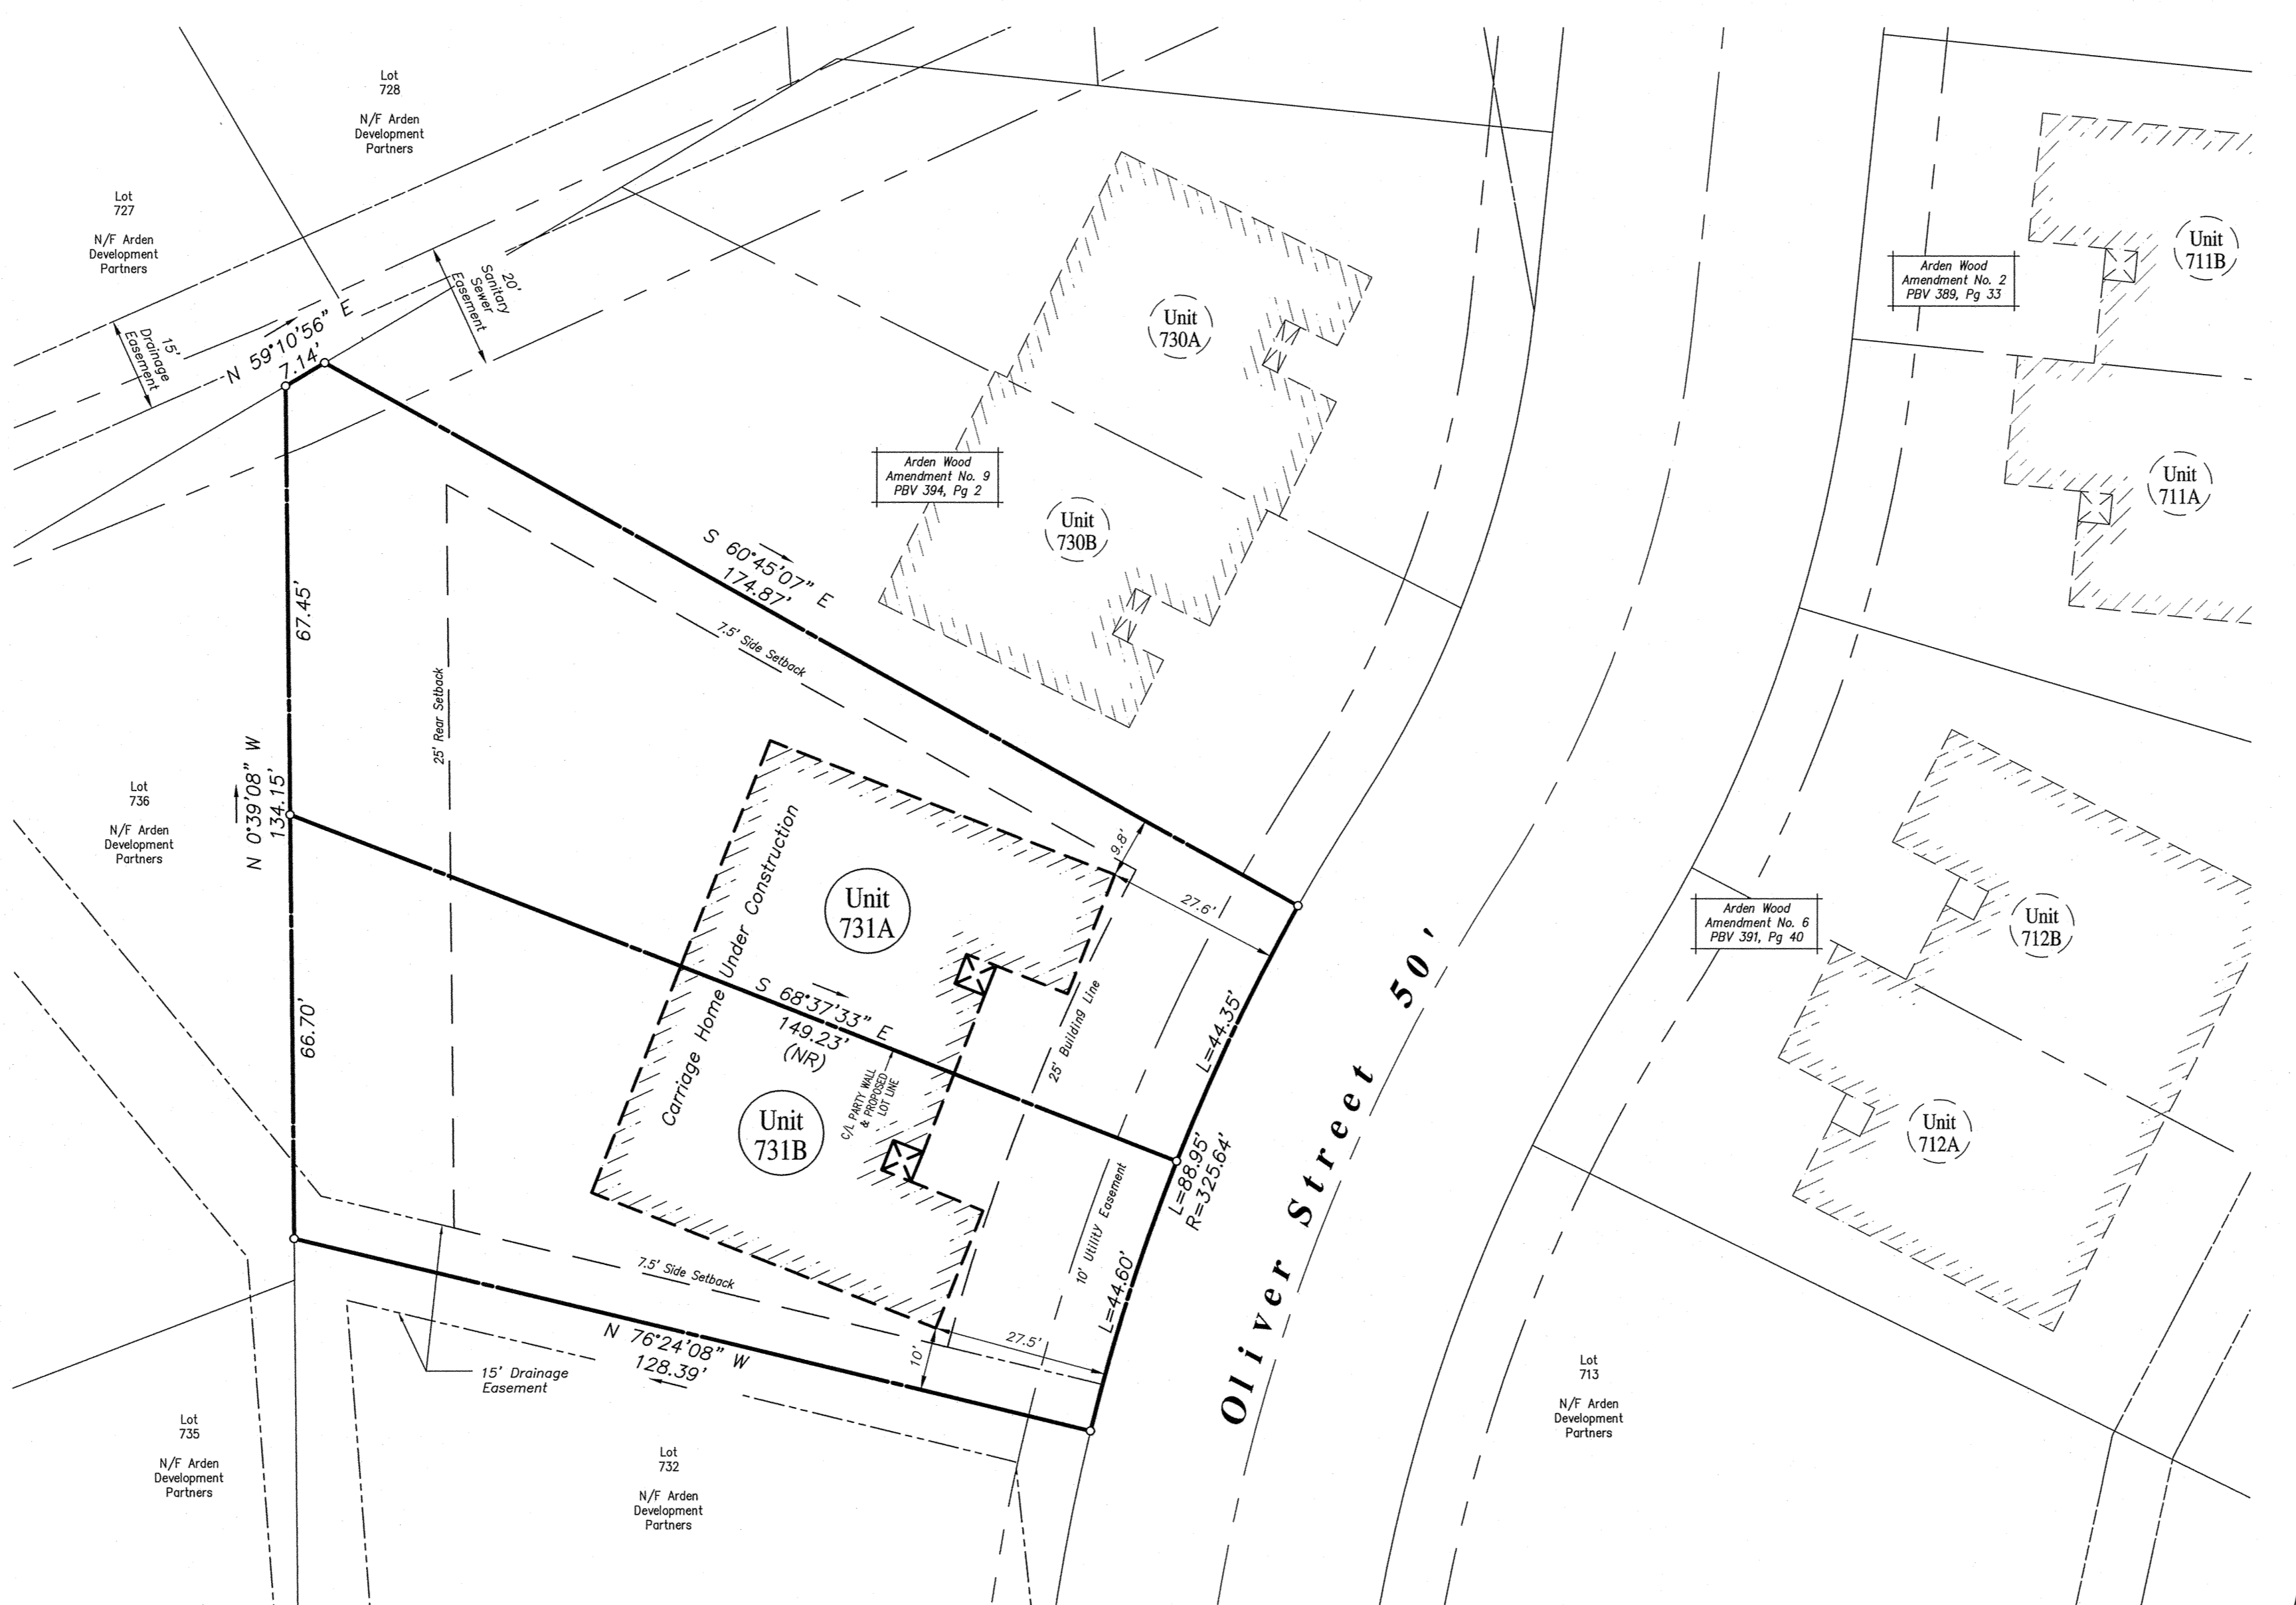 Lot
728
N/F Arden
Development
Partners
Lot
727
N/F Arden
Development
Partners
15'
Drainage
Easement
20'
Sanitary
Sewer
Easement
N 59°10'56" E
7.14'
Unit
730A
Unit
730B
Arden Wood
Amendment No. 9
PBV 394, Pg 2
Arden Wood
Amendment No. 2
PBV 389, Pg 33
Unit
711B
Unit
711A
S 60°45'07" E
174.87'
7.5' Side Setback
67.45'
25' Rear Setback
N 0°39'08" W
134.15'
66.70'
Lot
736
N/F Arden
Development
Partners
Carriage Home Under Construction
Unit
731A
9.8'
27.6'
S 68°37'33" E
149.23'
(NR)
C/L PARTY WALL
& PROPOSED
LOT LINE
Unit
731B
25' Building Line
10' Utility Easement
L=44.35'
L=88.95'
R=325.64'
L=44.60'
Oliver Street 50'
Arden Wood
Amendment No. 6
PBV 391, Pg 40
Unit
712B
Unit
712A
7.5' Side Setback
27.5'
10'
N 76°24'08" W
128.39'
15' Drainage
Easement
Lot
735
N/F Arden
Development
Partners
Lot
732
N/F Arden
Development
Partners
Lot
713
N/F Arden
Development
Partners